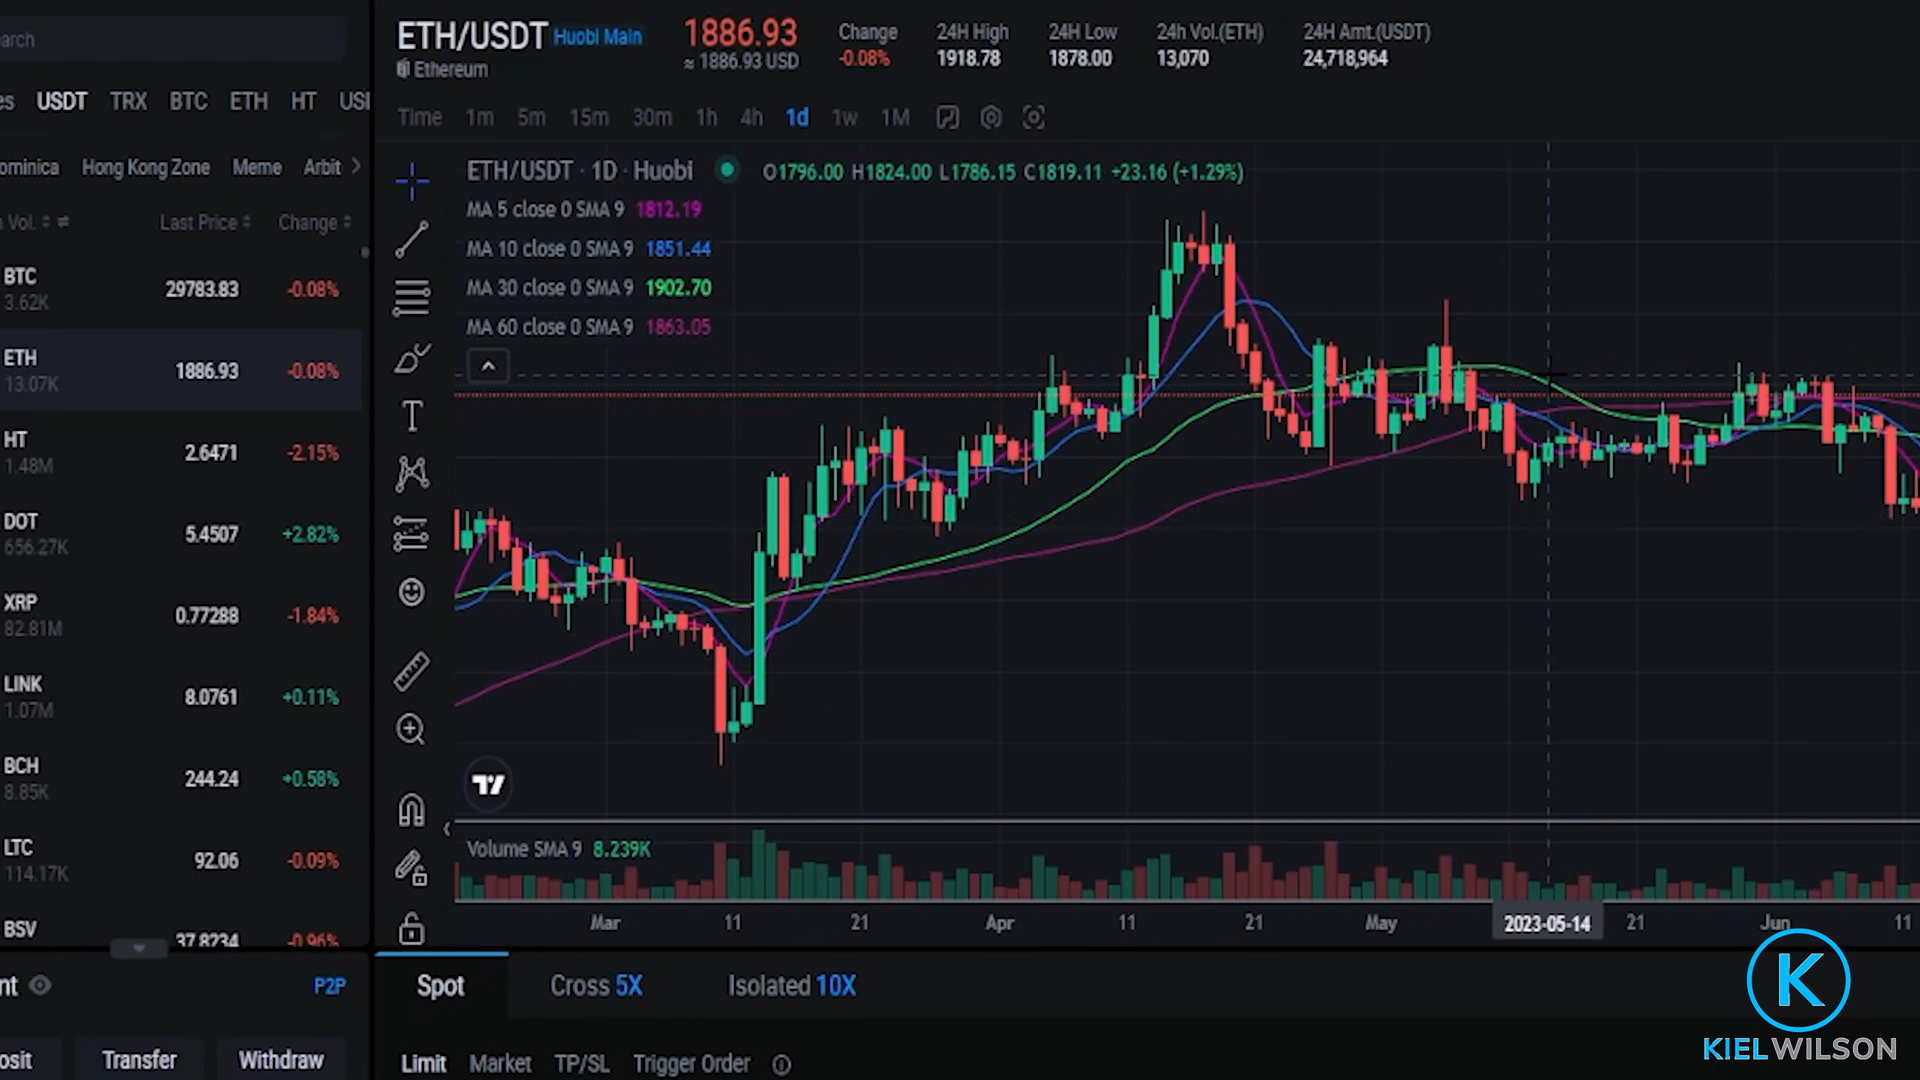 arch
es USDT TRX BTC ETH HT USI
ominica Hong Kong Zone Meme Arbit
Vol. Last Price Change
BTC 29783.83 -0.08%
3.62K
ETH 1886.93 -0.08%
13.07K
HT 2.6471 -2.15%
1.48M
DOT 5.4507 +2.82%
656.27K
XRP 0.77288 -1.84%
82.81M
LINK 8.0761 +0.11%
1.07M
BCH 244.24 +0.58%
8.85K
LTC 92.06 -0.09%
114.17K
BSV 37.8234 -0.96%
nt P2P
osit Transfer Withdraw
ETH/USDT Huobi Main
Ethereum
1886.93
≈ 1886.93 USD
Change
-0.08%
24H High
1918.78
24H Low
1878.00
24h Vol.(ETH)
13,070
24H Amt.(USDT)
24,718,964
Time 1m 5m 15m 30m 1h 4h 1d 1w 1M
ETH/USDT · 1D · Huobi O1796.00 H1824.00 L1786.15 C1819.11 +23.16 (+1.29%)
MA 5 close 0 SMA 9 1812.19
MA 10 close 0 SMA 9 1851.44
MA 30 close 0 SMA 9 1902.70
MA 60 close 0 SMA 9 1863.05
Volume SMA 9 8.239K
Mar 11 21 Apr 11 21 May 2023-05-14 21 Jun 11
Spot Cross 5X Isolated 10X
Limit Market TP/SL Trigger Order
K
KIELWILSON